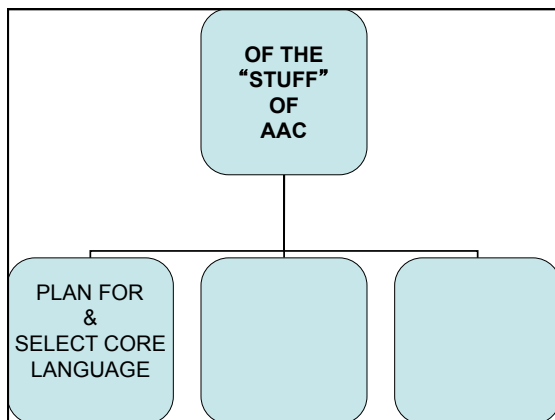 OF THE
“STUFF”
OF
AAC
PLAN FOR
&
SELECT CORE
LANGUAGE